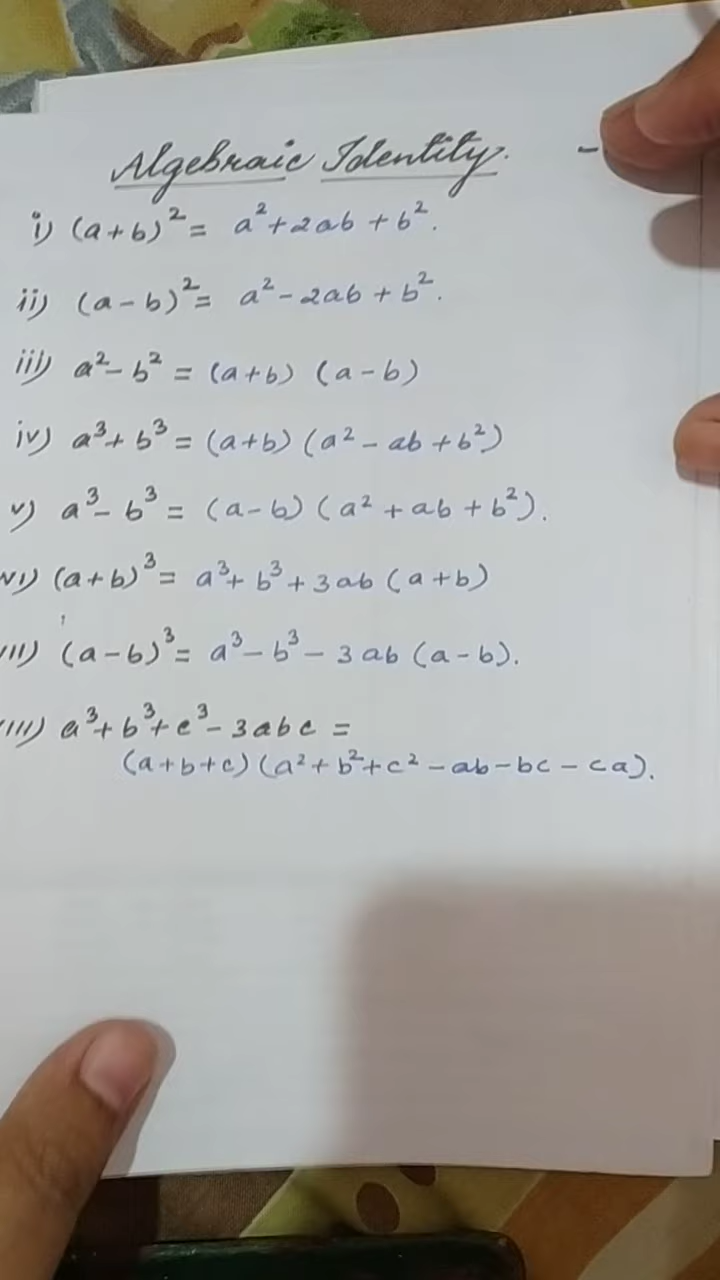 Algebraic Identity. -
i) (a+b)² = a²+2ab+b².
ii) (a-b)² = a²-2ab+b².
iii) a²-b² = (a+b) (a-b)
iv) a³+b³ = (a+b) (a²-ab+b²)
v) a³-b³ = (a-b) (a²+ab+b²).
vi) (a+b)³ = a³+b³+3ab (a+b)
ii) (a-b)³ = a³-b³-3ab (a-b).
iii) a³+b³+c³-3abc =
(a+b+c) (a²+b²+c²-ab-bc-ca).